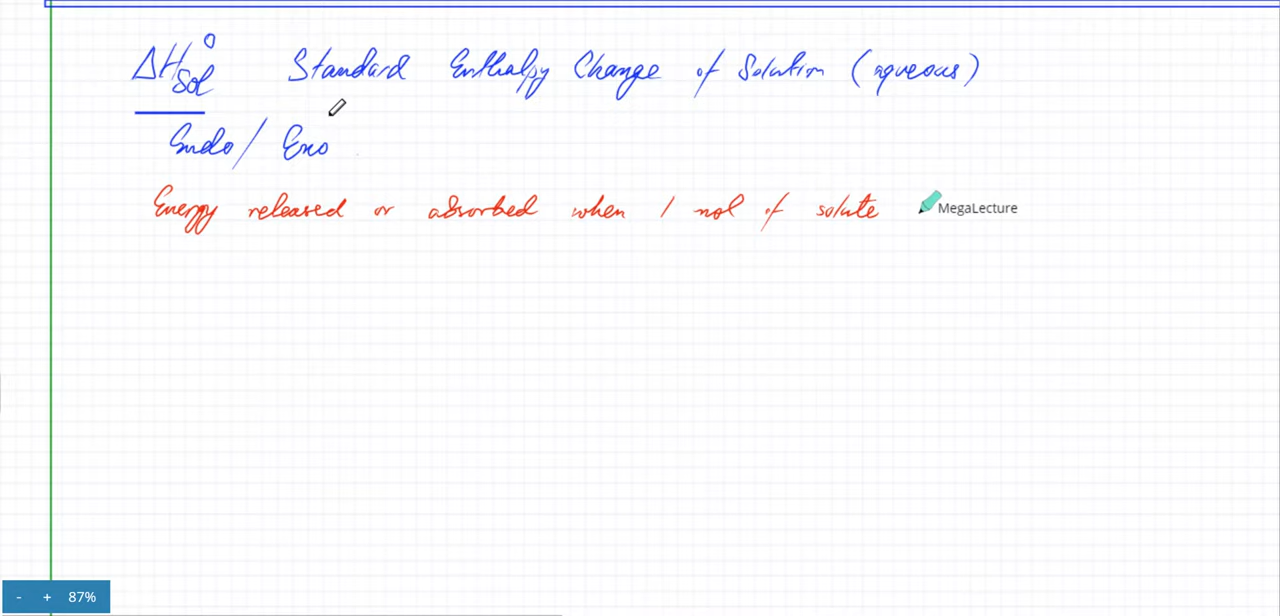 ΔH°sol Standard Enthalpy Change of Solution (aqueous)
Endo/ Exo
Energy released or absorbed when 1 mol of solute
MegaLecture
- + 87%